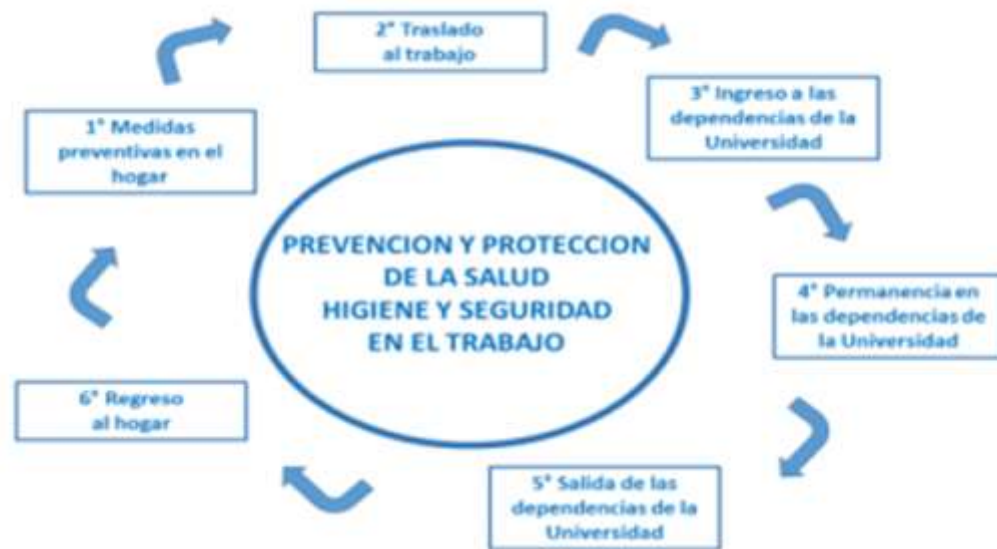 1° Medidas
preventivas en el
hogar
2° Traslado
al trabajo
3° Ingreso a las
dependencias de la
Universidad
4° Permanencia en
las dependencias de
la Universidad
5° Salida de las
dependencias de la
Universidad
6° Regreso
al hogar
PREVENCION Y PROTECCION
DE LA SALUD
HIGIENE Y SEGURIDAD
EN EL TRABAJO